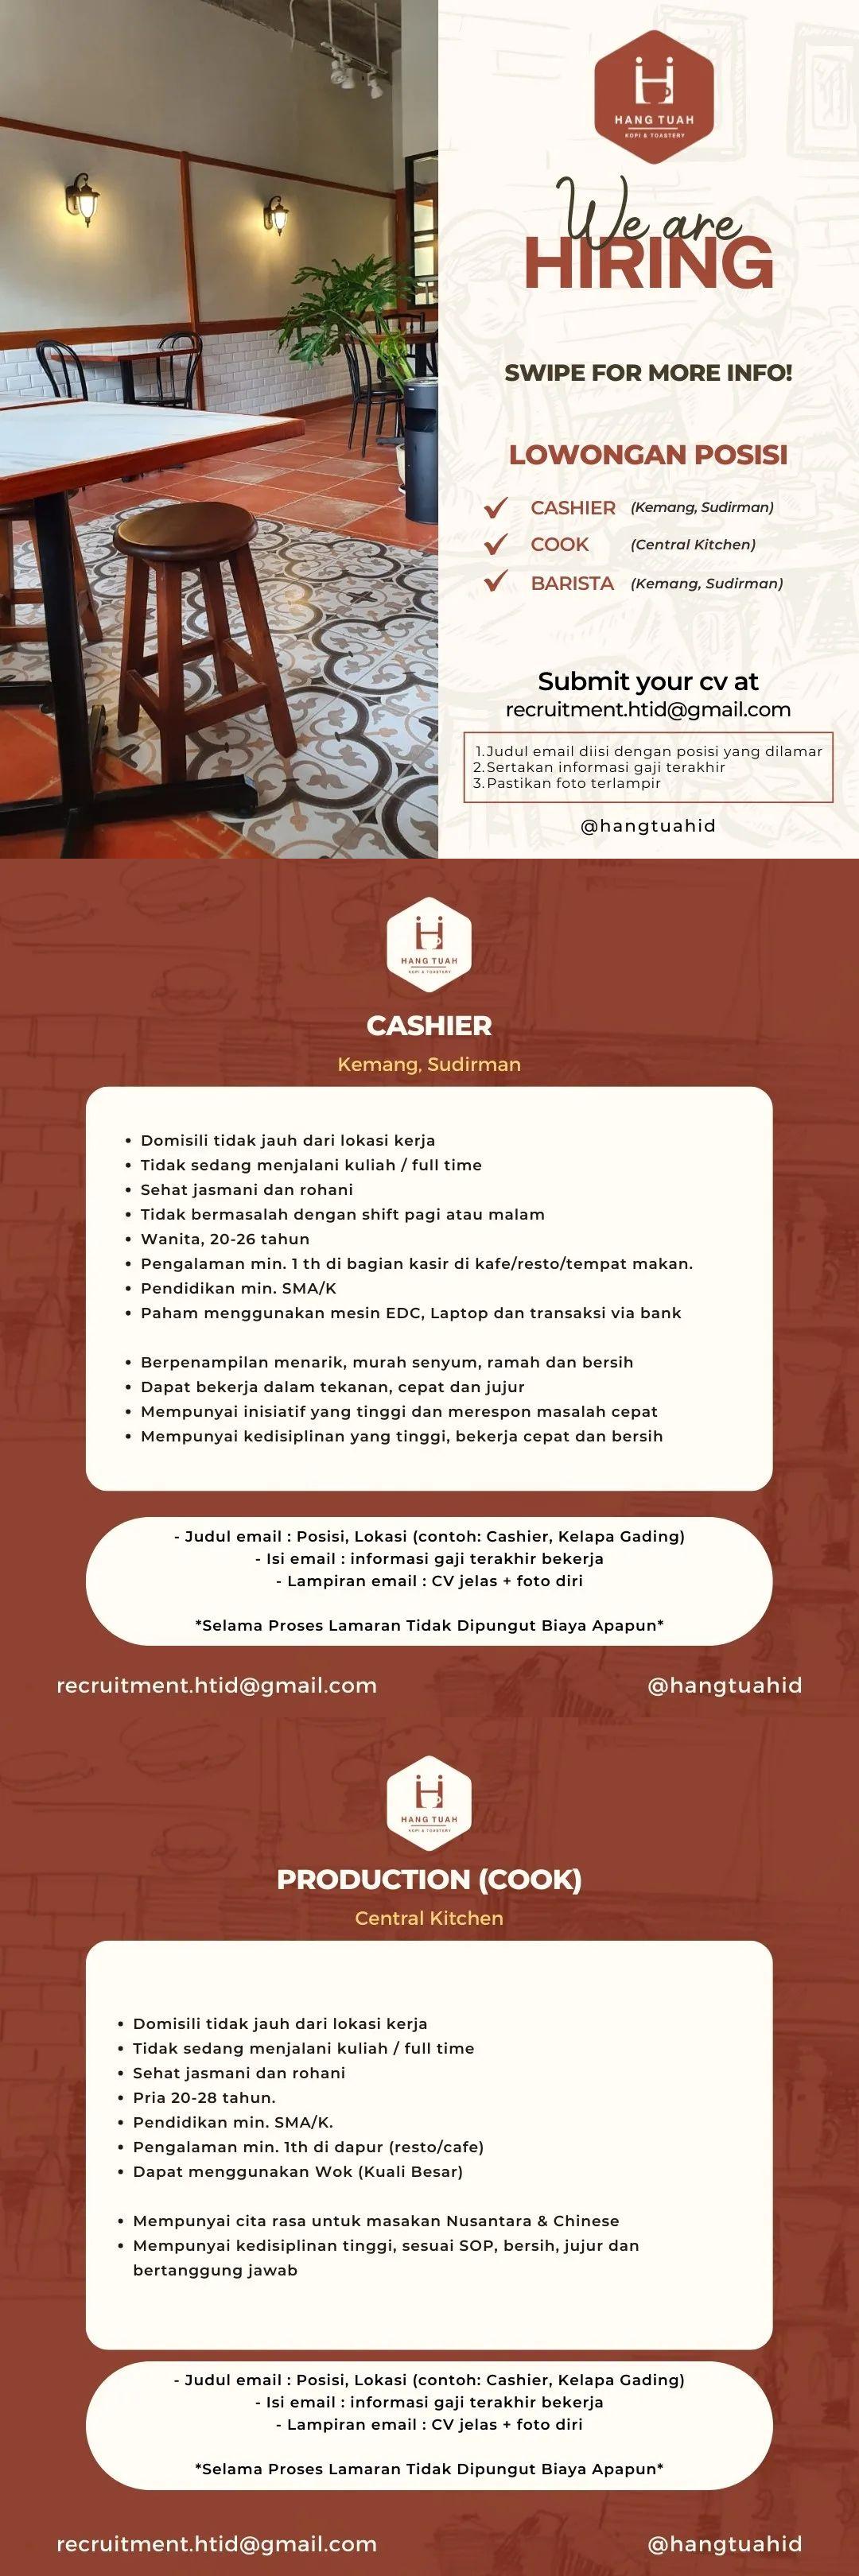 HANG TUAH
KOPI & TOASTERY
We are
HIRING
SWIPE FOR MORE INFO!
LOWONGAN POSISI
CASHIER (Kemang, Sudirman)
COOK (Central Kitchen)
BARISTA (Kemang, Sudirman)
Submit your cv at
recruitment.htid@gmail.com
1. Judul email diisi dengan posisi yang dilamar
2. Sertakan informasi gaji terakhir
3. Pastikan foto terlampir
@hangtuahid
HANG TUAH
KOPI & TOASTERY
CASHIER
Kemang, Sudirman
• Domisili tidak jauh dari lokasi kerja
• Tidak sedang menjalani kuliah / full time
• Sehat jasmani dan rohani
• Tidak bermasalah dengan shift pagi atau malam
• Wanita, 20-26 tahun
• Pengalaman min. 1 th di bagian kasir di kafe/resto/tempat makan.
• Pendidikan min. SMA/K
• Paham menggunakan mesin EDC, Laptop dan transaksi via bank
• Berpenampilan menarik, murah senyum, ramah dan bersih
• Dapat bekerja dalam tekanan, cepat dan jujur
• Mempunyai inisiatif yang tinggi dan merespon masalah cepat
• Mempunyai kedisiplinan yang tinggi, bekerja cepat dan bersih
- Judul email : Posisi, Lokasi (contoh: Cashier, Kelapa Gading)
- Isi email : informasi gaji terakhir bekerja
- Lampiran email : CV jelas + foto diri
*Selama Proses Lamaran Tidak Dipungut Biaya Apapun*
recruitment.htid@gmail.com @hangtuahid
HANG TUAH
KOPI & TOASTERY
PRODUCTION (COOK)
Central Kitchen
• Domisili tidak jauh dari lokasi kerja
• Tidak sedang menjalani kuliah / full time
• Sehat jasmani dan rohani
• Pria 20-28 tahun.
• Pendidikan min. SMA/K.
• Pengalaman min. 1th di dapur (resto/cafe)
• Dapat menggunakan Wok (Kuali Besar)
• Mempunyai cita rasa untuk masakan Nusantara & Chinese
• Mempunyai kedisiplinan tinggi, sesuai SOP, bersih, jujur dan
bertanggung jawab
- Judul email : Posisi, Lokasi (contoh: Cashier, Kelapa Gading)
- Isi email : informasi gaji terakhir bekerja
- Lampiran email : CV jelas + foto diri
*Selama Proses Lamaran Tidak Dipungut Biaya Apapun*
recruitment.htid@gmail.com @hangtuahid